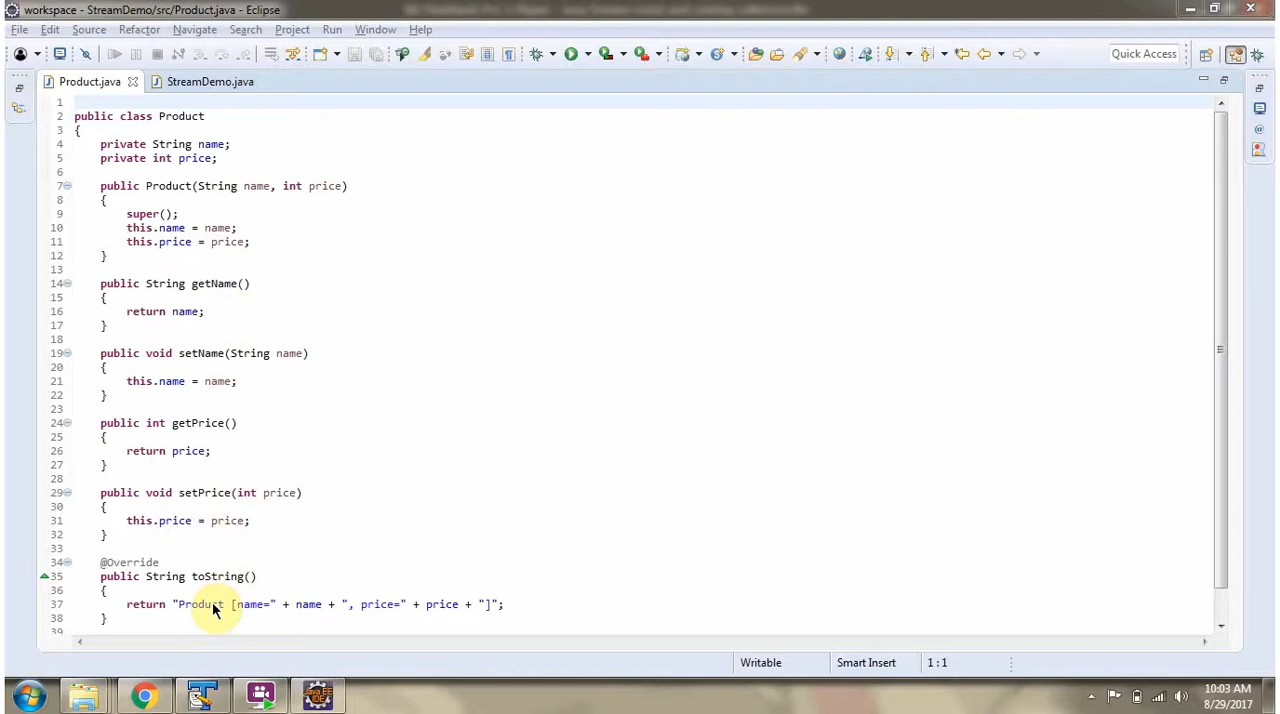 workspace - StreamDemo/src/Product.java - Eclipse
File Edit Source Refactor Navigate Search Project Run Window Help
Quick Access
Product.java StreamDemo.java
1
2 public class Product
3 {
4 private String name;
5 private int price;
6
7 public Product(String name, int price)
8 {
9 super();
10 this.name = name;
11 this.price = price;
12 }
13
14 public String getName()
15 {
16 return name;
17 }
18
19 public void setName(String name)
20 {
21 this.name = name;
22 }
23
24 public int getPrice()
25 {
26 return price;
27 }
28
29 public void setPrice(int price)
30 {
31 this.price = price;
32 }
33
34 @Override
35 public String toString()
36 {
37 return "Product [name=" + name + ", price=" + price + "]";
38 }
39
Writable Smart Insert 1 : 1
Java EE
IDE
10:03 AM
8/29/2017